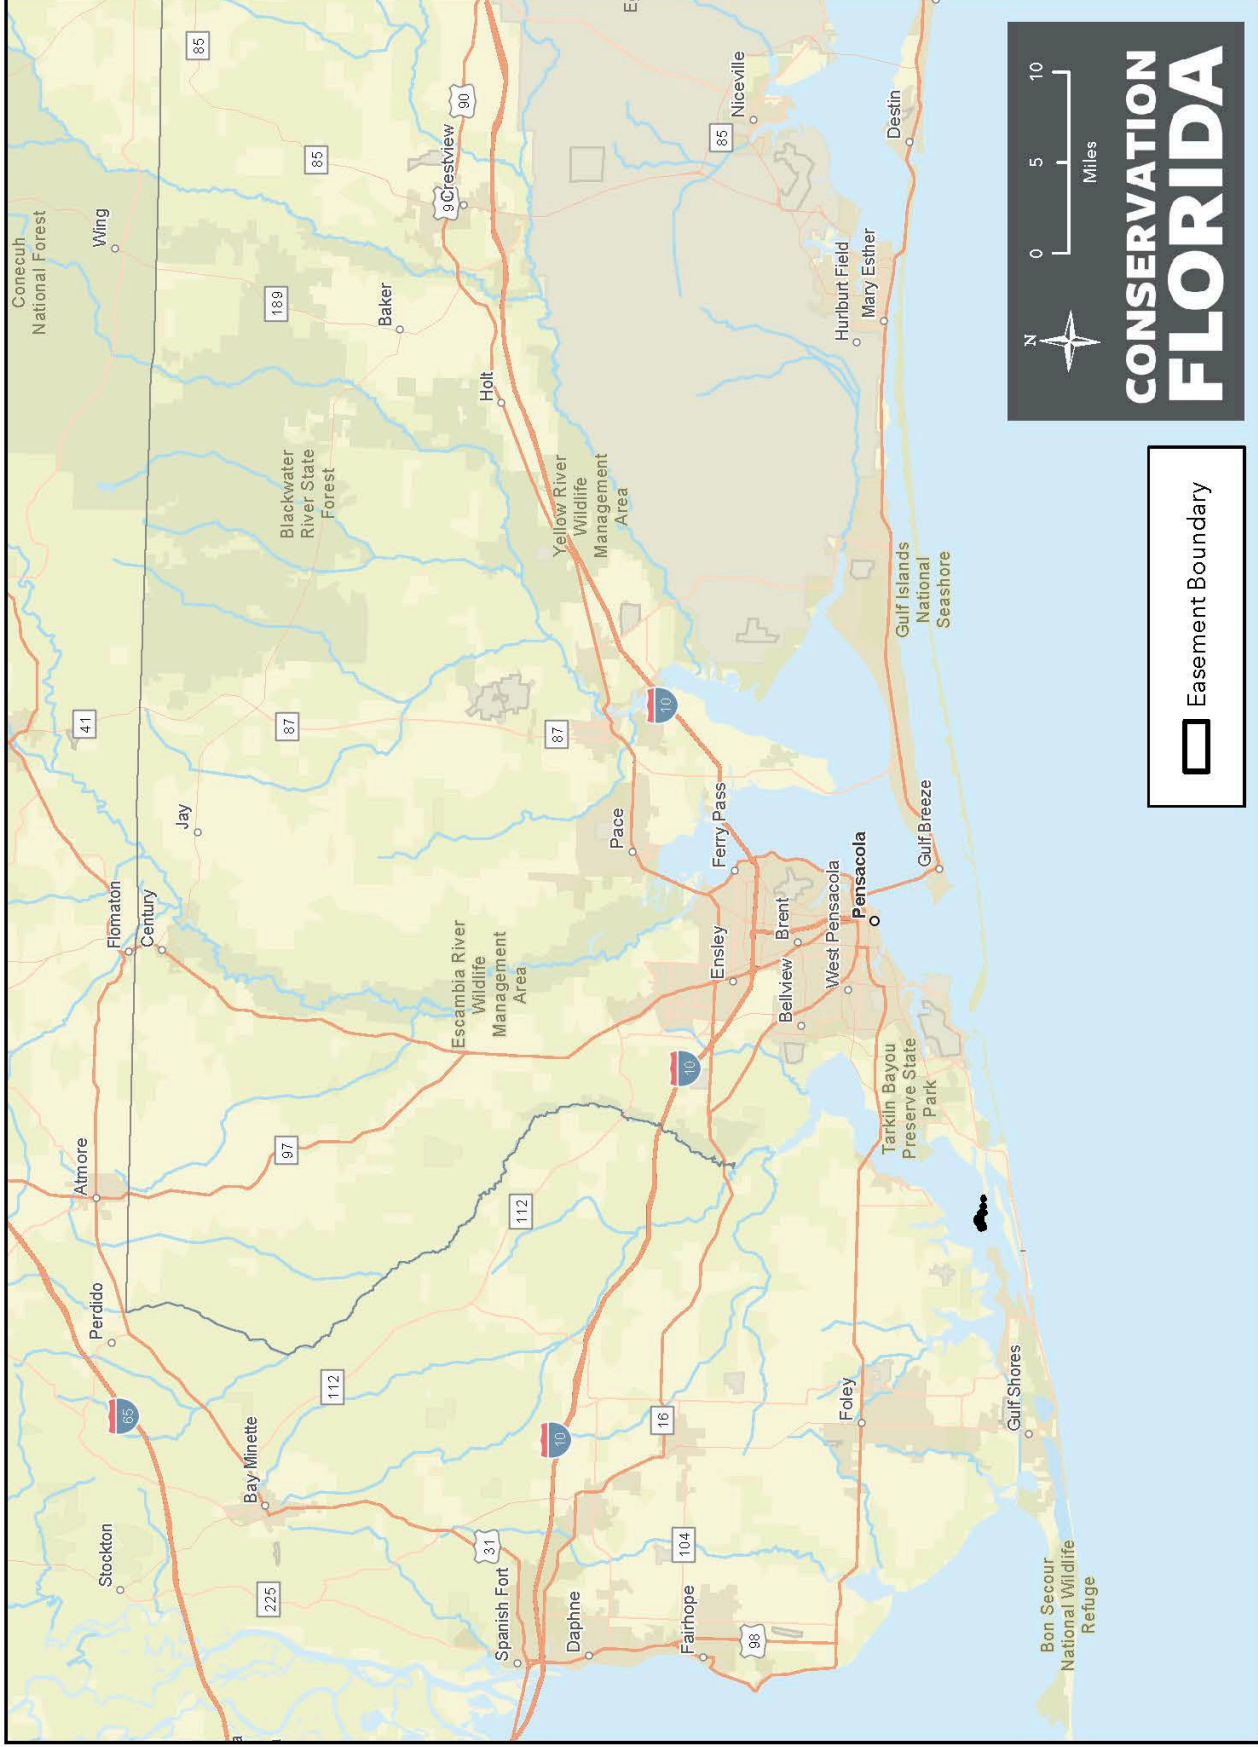 Conecuh
National Forest
Wing
85
85
189
90
9
Crestview
Baker
Holt
Blackwater
River State
Forest
Yellow River
Wildlife
Management
Area
85
Niceville
Destin
Hurlburt Field
Mary Esther
Gulf Islands
National
Seashore
41
87
87
10
Jay
Flomaton
Century
Pace
Ferry Pass
Gulf Breeze
Pensacola
West Pensacola
Brent
Ensley
Bellview
Escambia River
Wildlife
Management
Area
10
Tarkiln Bayou
Preserve State
Park
Atmore
97
112
Perdido
65
112
Bay Minette
Stockton
225
10
16
31
104
Spanish Fort
Daphne
Fairhope
98
Foley
Gulf Shores
Bon Secour
National Wildlife
Refuge
Easement Boundary
N
0 5 10
Miles
CONSERVATION
FLORIDA